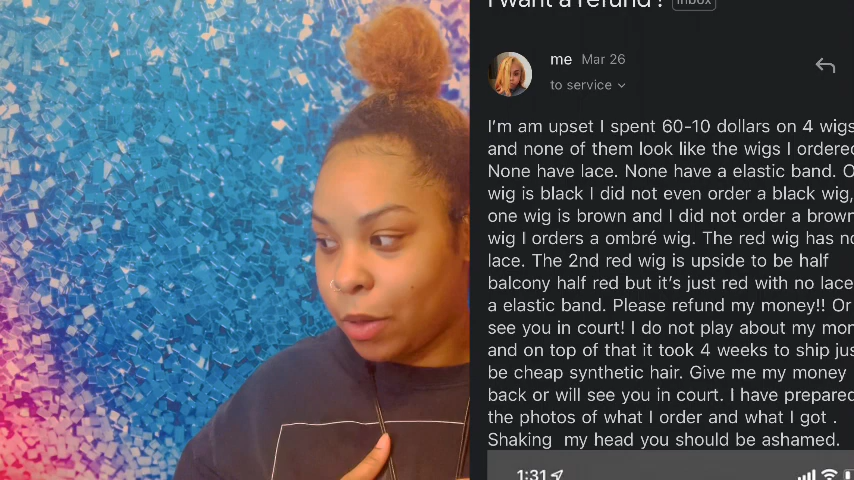 I want a refund ! Inbox
me Mar 26
to service
I'm am upset I spent 60-10 dollars on 4 wigs
and none of them look like the wigs I ordered
None have lace. None have a elastic band. O
wig is black I did not even order a black wig,
one wig is brown and I did not order a brown
wig I orders a ombré wig. The red wig has no
lace. The 2nd red wig is upside to be half
balcony half red but it's just red with no lace
a elastic band. Please refund my money!! Or
see you in court! I do not play about my mon
and on top of that it took 4 weeks to ship jus
be cheap synthetic hair. Give me my money
back or will see you in court. I have prepared
the photos of what I order and what I got .
Shaking my head you should be ashamed.
1:31